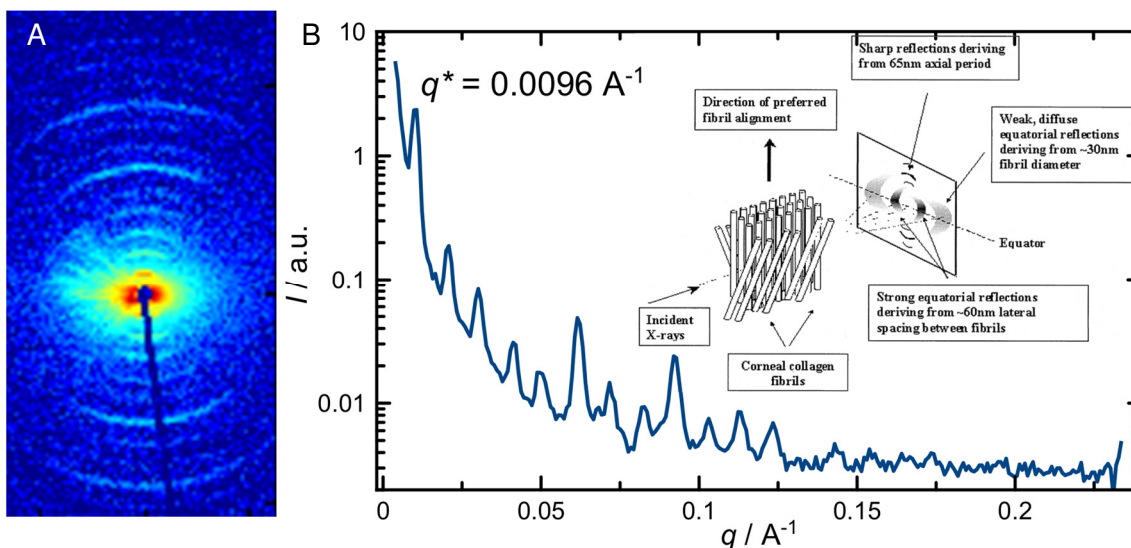 A
B
q* = 0.0096 A-1
10
1
0.1
0.01
I / a.u.
0
0.05
0.1
0.15
0.2
q / A-1
Sharp reflections deriving
from 65nm axial period
Direction of preferred
fibril alignment
Weak, diffuse
equatorial reflections
deriving from ~30nm
fibril diameter
Equator
Incident
X-rays
Strong equatorial reflections
deriving from ~60nm lateral
spacing between fibrils
Corneal collagen
fibrils